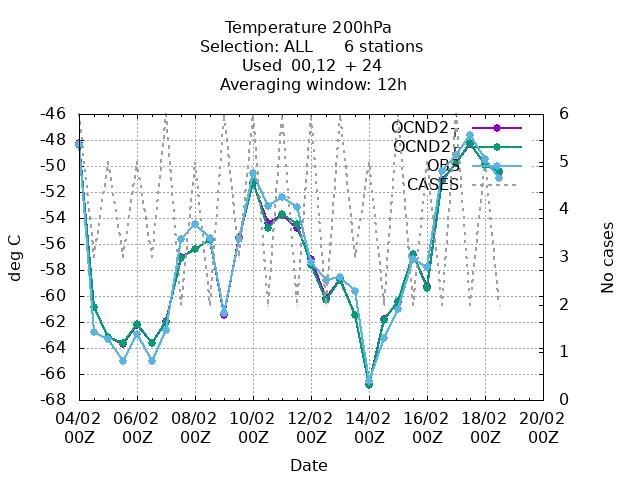 Temperature 200hPa
Selection: ALL 6 stations
Used 00,12 + 24
Averaging window: 12h
-46
-48
-50
-52
-54
-56
-58
-60
-62
-64
-66
-68
deg C
6
5
4
3
2
1
0
No cases
OCND2
OCND2
OBS
CASES
04/02 06/02 08/02 10/02 12/02 14/02 16/02 18/02 20/02
00Z 00Z 00Z 00Z 00Z 00Z 00Z 00Z 00Z
Date